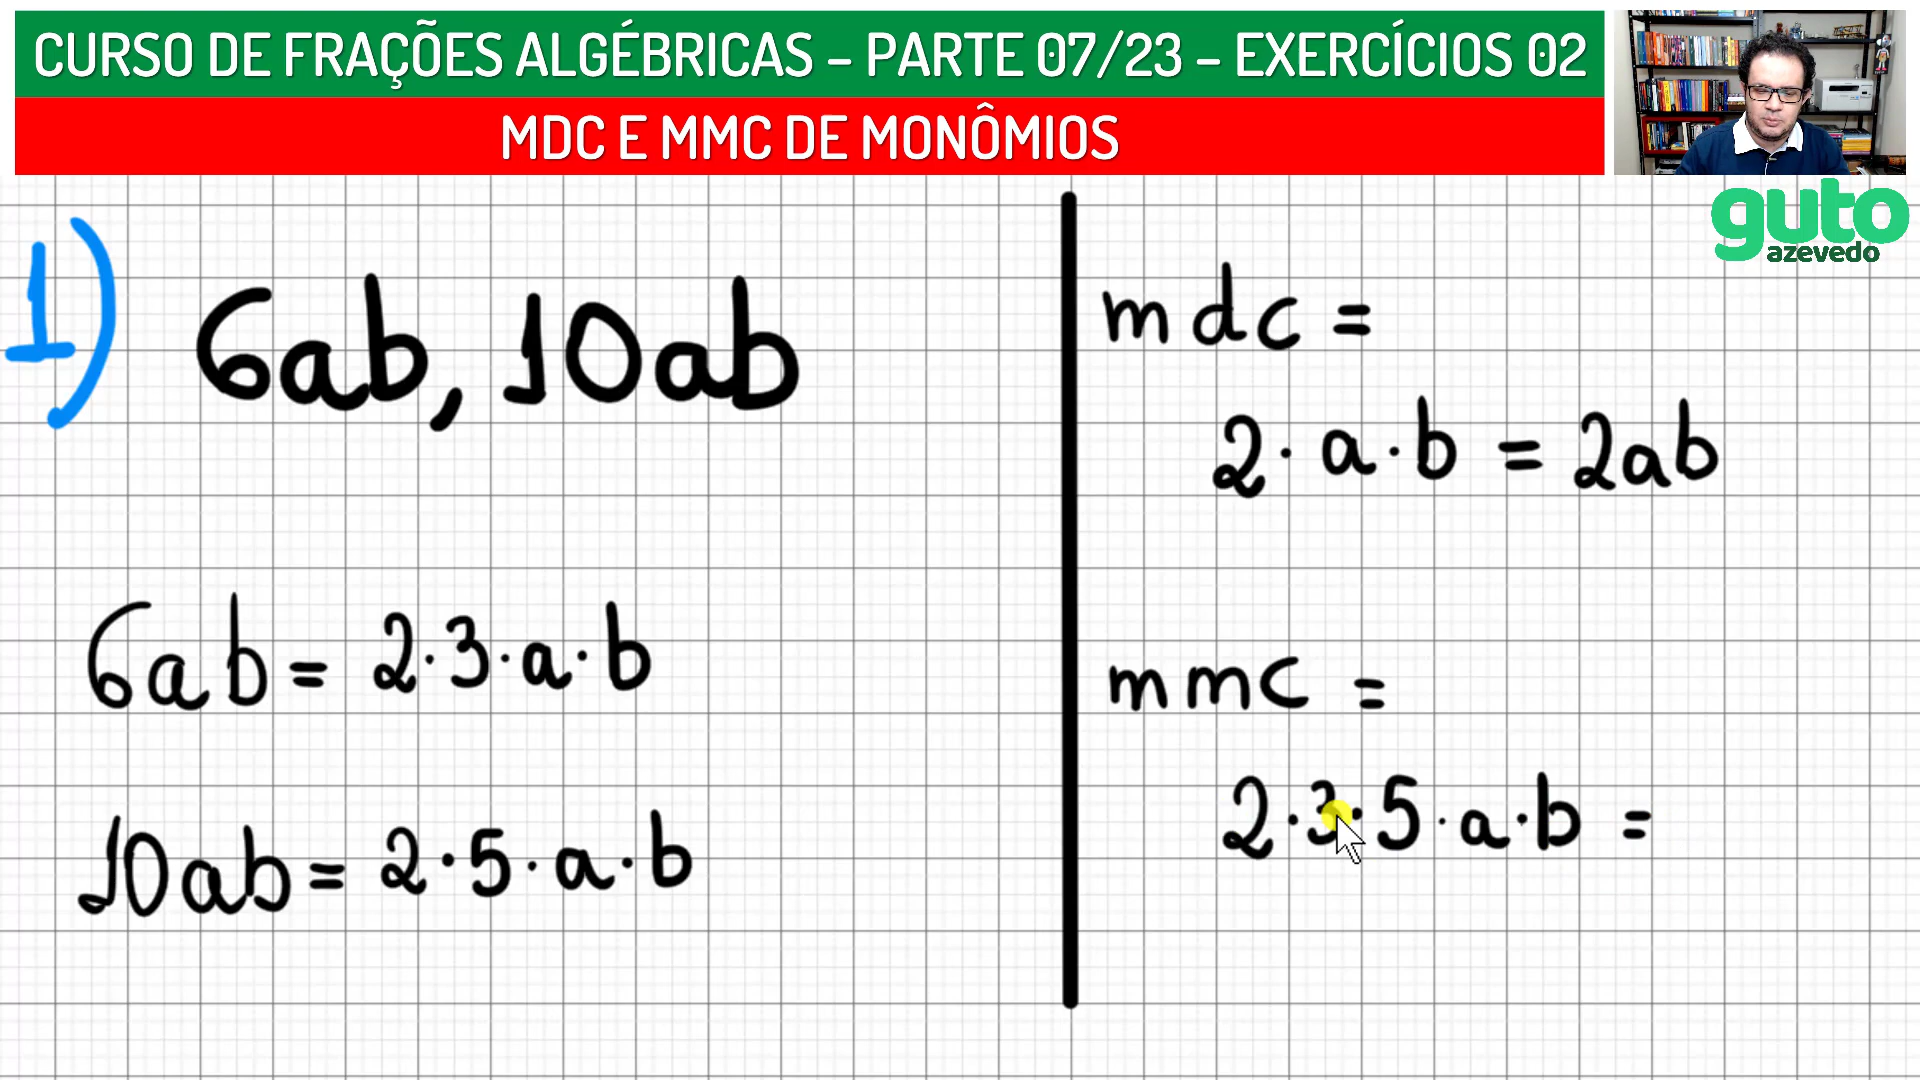 CURSO DE FRAÇÕES ALGÉBRICAS – PARTE 07/23 – EXERCÍCIOS 02
MDC E MMC DE MONÔMIOS
guto
azevedo
1)
6ab, 10ab
6ab = 2·3·a·b
10ab = 2·5·a·b
mdc =
2·a·b = 2ab
mmc =
2·3·5·a·b =